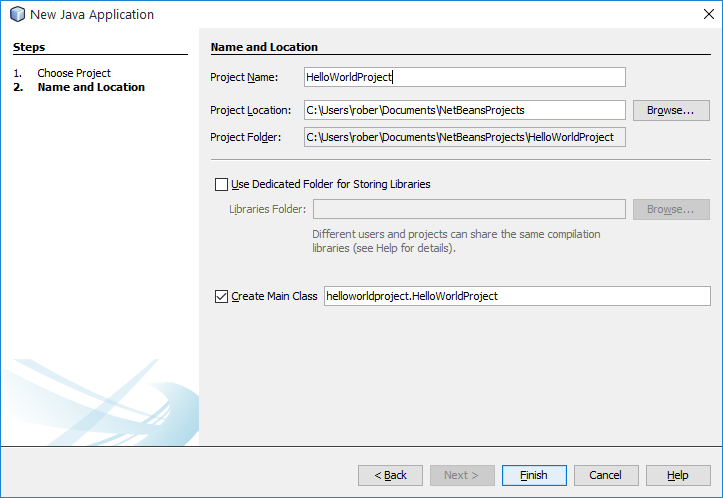 New Java Application
Steps
1. Choose Project
2. Name and Location
Name and Location
Project Name: HelloWorldProject
Project Location: C:\Users\rober\Documents\NetBeansProjects Browse...
Project Folder: C:\Users\rober\Documents\NetBeansProjects\HelloWorldProject
Use Dedicated Folder for Storing Libraries
Libraries Folder: Browse...
Different users and projects can share the same compilation
libraries (see Help for details).
Create Main Class helloworldproject.HelloWorldProject
< Back Next > Finish Cancel Help